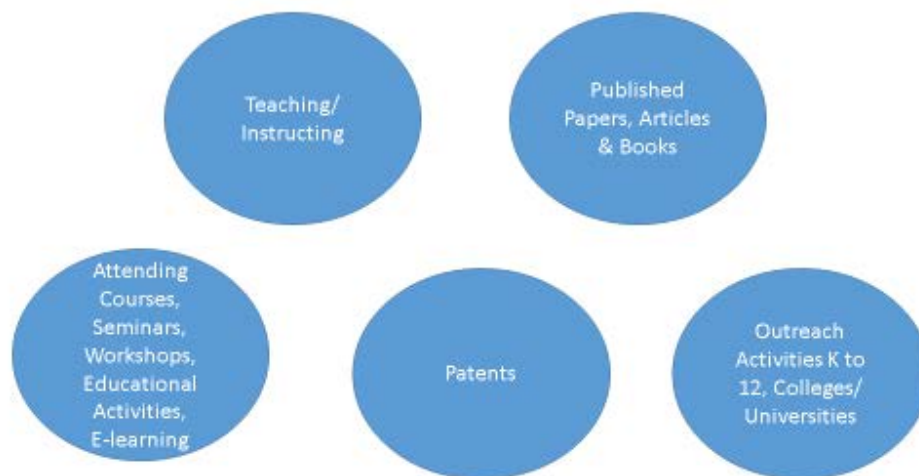 Teaching/
Instructing
Published
Papers, Articles
& Books
Attending
Courses,
Seminars,
Workshops,
Educational
Activities,
E-learning
Patents
Outreach
Activities K to
12, Colleges/
Universities